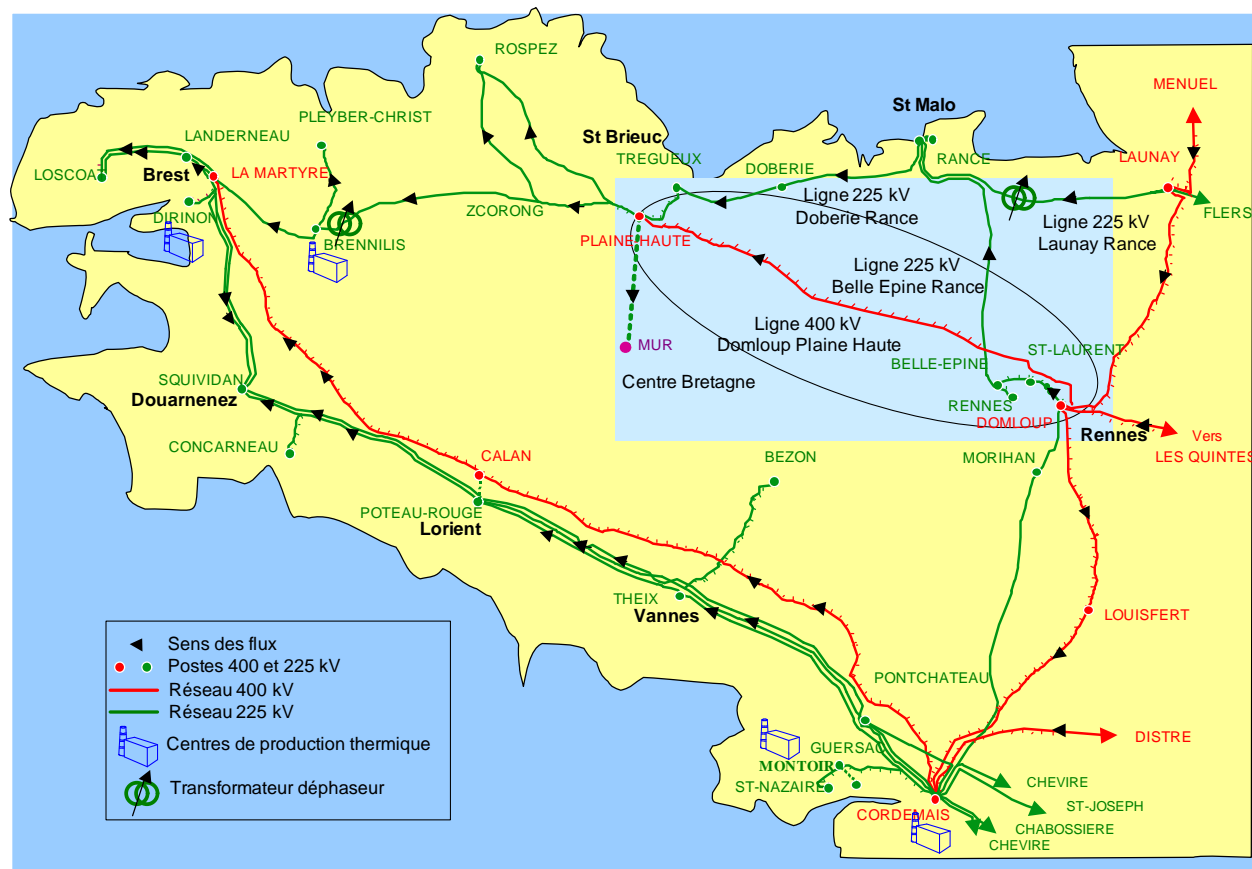 ROSPEZ
MENUEL
PLEYBER-CHRIST
St Malo
LANDERNEAU
St Brieuc
TREGUEUX
RANCE
LAUNAY
LOSCOAT
Brest
LA MARTYRE
DOBERIE
DIRINON
ZCORONG
Ligne 225 kV
Doberie Rance
Ligne 225 kV
Launay Rance
FLERS
BRENNILIS
PLAINE-HAUTE
Ligne 225 kV
Belle Epine Rance
Ligne 400 kV
Domloup Plaine Haute
MUR
ST-LAURENT
BELLE-EPINE
Centre Bretagne
SQUIVIDAN
Douarnenez
RENNES
DOMLOUP
Rennes
Vers
LES QUINTES
CONCARNEAU
CALAN
BEZON
MORIHAN
POTEAU-ROUGE
Lorient
THEIX
Vannes
LOUISFERT
Sens des flux
Postes 400 et 225 kV
Réseau 400 kV
Réseau 225 kV
Centres de production thermique
Transformateur déphaseur
PONTCHATEAU
DISTRE
GUERSAC
MONTOIR
ST-NAZAIRE
CHEVIRE
ST-JOSEPH
CORDEMAIS
CHABOSSIERE
CHEVIRE